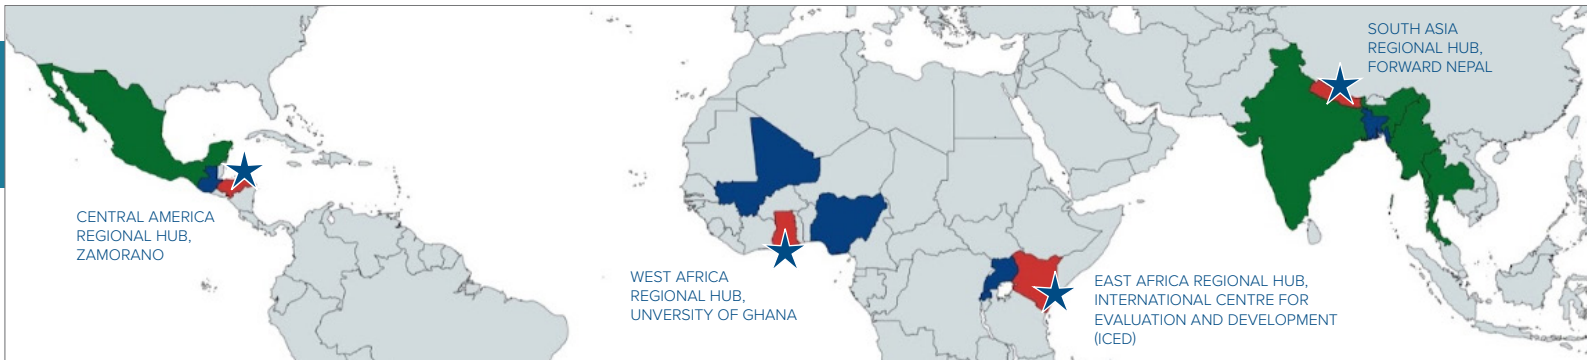 CENTRAL AMERICA
REGIONAL HUB,
ZAMORANO
WEST AFRICA
REGIONAL HUB,
UNVERSITY OF GHANA
EAST AFRICA REGIONAL HUB,
INTERNATIONAL CENTRE FOR
EVALUATION AND DEVELOPMENT
(ICED)
SOUTH ASIA
REGIONAL HUB,
FORWARD NEPAL